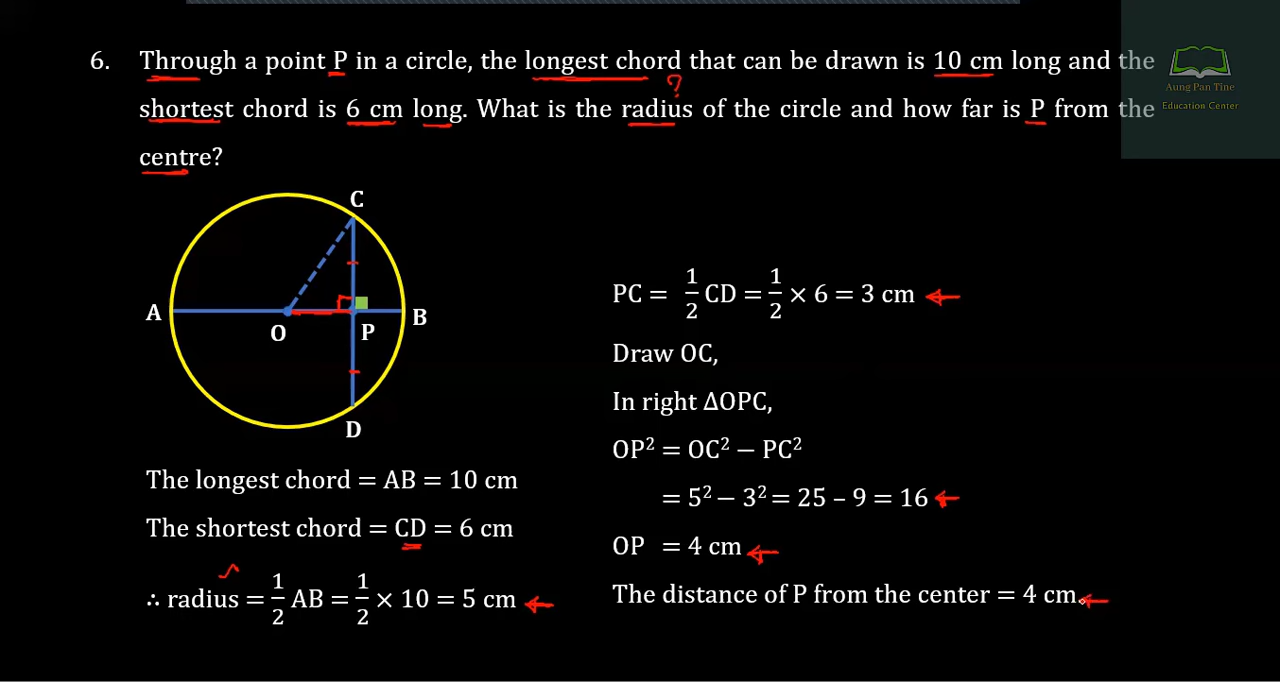 6. Through a point P in a circle, the longest chord that can be drawn is 10 cm long and the
shortest chord is 6 cm long. What is the radius of the circle and how far is P from the
centre?
?
Aung Pan Tine
Education Center
C
A
O
P
B
D
The longest chord = AB = 10 cm
The shortest chord = CD = 6 cm
∴ radius = 1/2 AB = 1/2 × 10 = 5 cm
PC = 1/2 CD = 1/2 × 6 = 3 cm
Draw OC,
In right ΔOPC,
OP² = OC² − PC²
= 5² − 3² = 25 – 9 = 16
OP = 4 cm
The distance of P from the center = 4 cm.